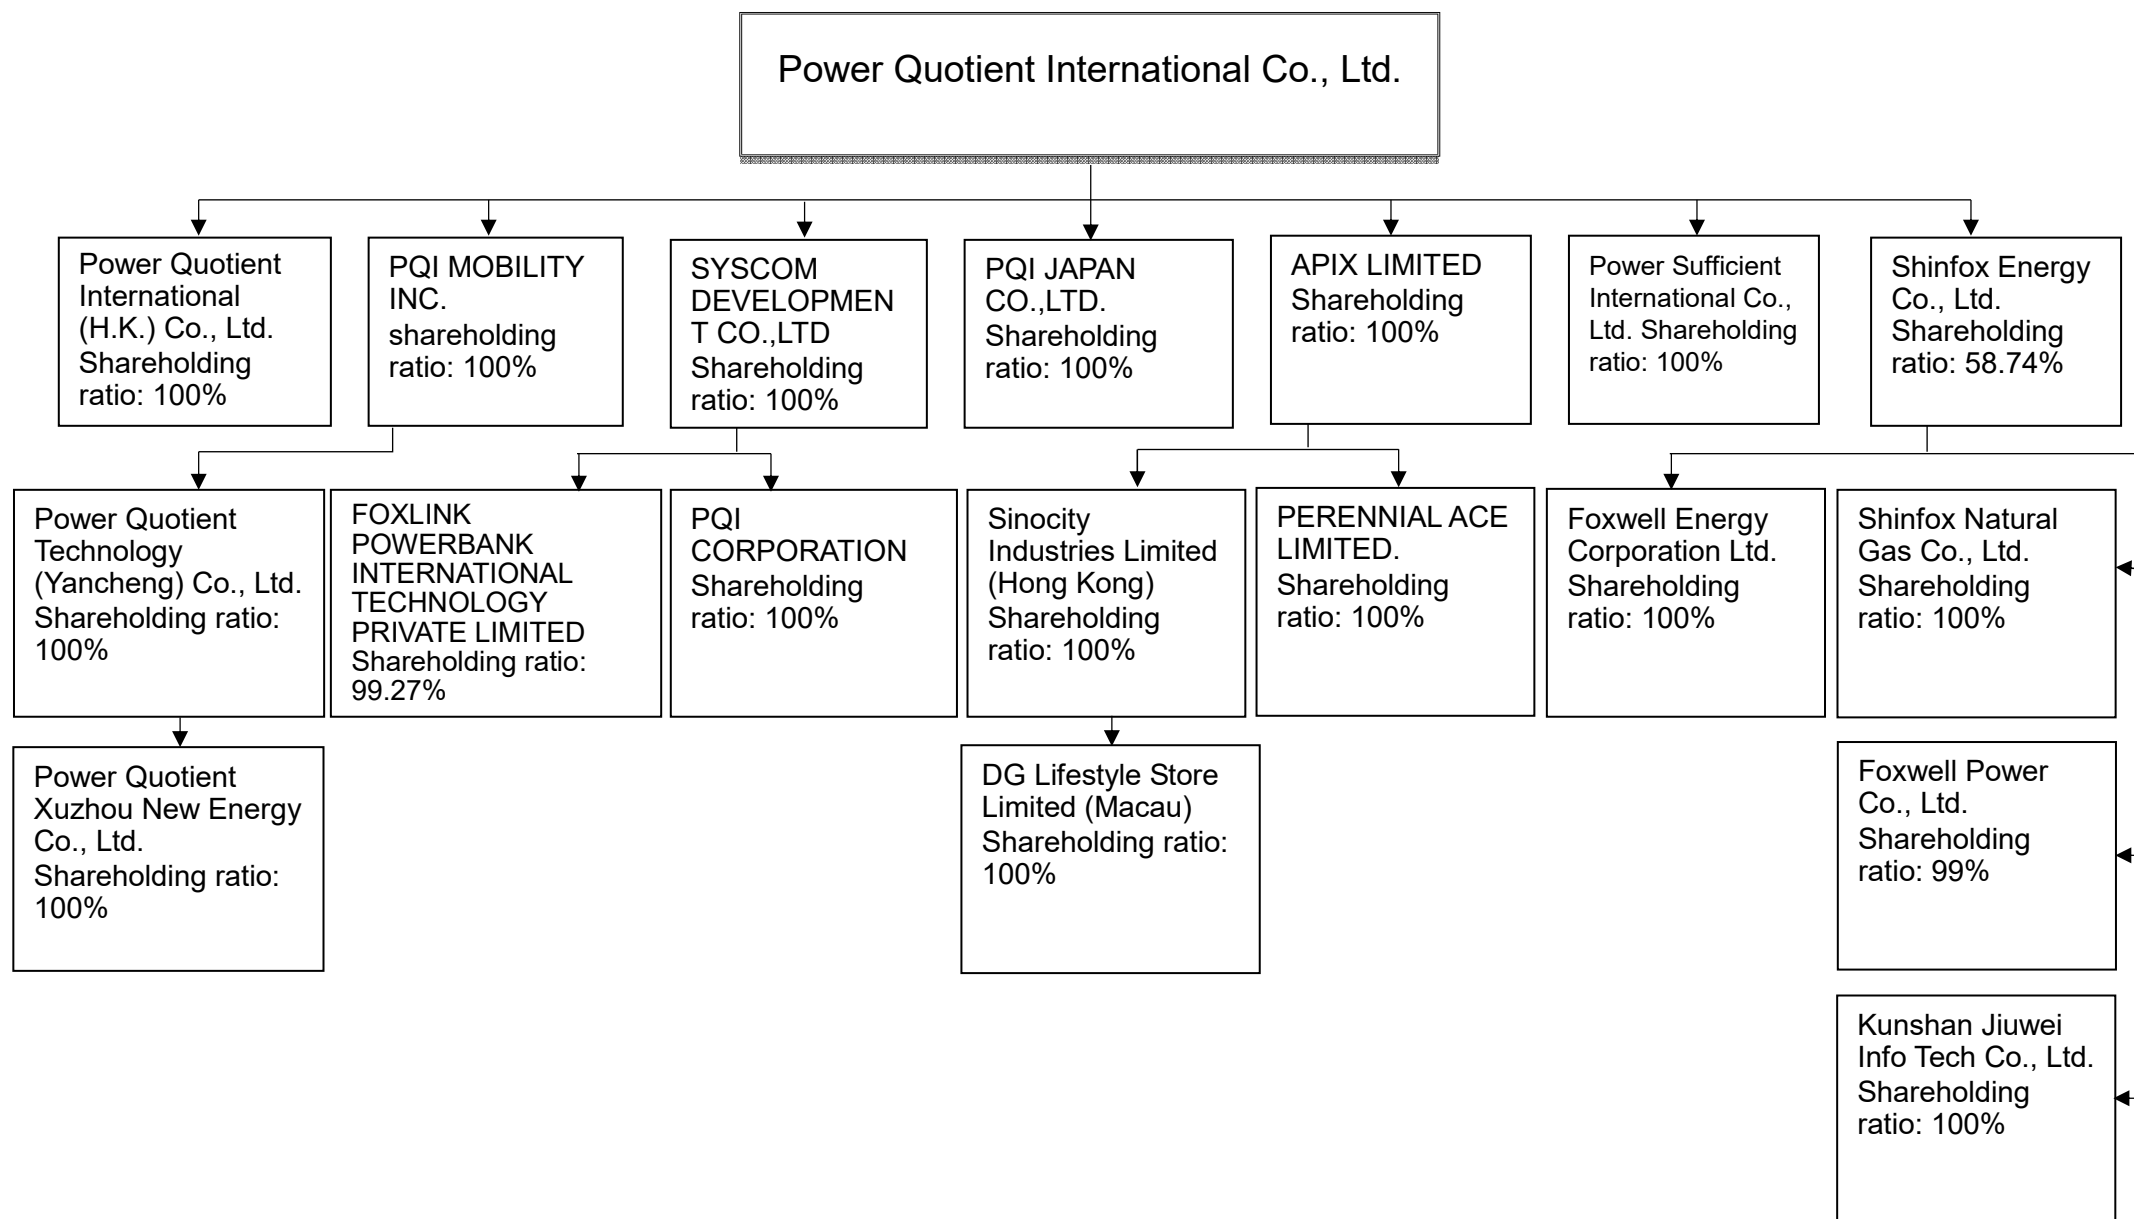 Power Quotient International Co., Ltd.
Power Quotient
International
(H.K.) Co., Ltd.
Shareholding
ratio: 100%
PQI MOBILITY
INC.
shareholding
ratio: 100%
SYSCOM
DEVELOPMEN
T CO.,LTD
Shareholding
ratio: 100%
PQI JAPAN
CO.,LTD.
Shareholding
ratio: 100%
APIX LIMITED
Shareholding
ratio: 100%
Power Sufficient
International Co.,
Ltd. Shareholding
ratio: 100%
Shinfox Energy
Co., Ltd.
Shareholding
ratio: 58.74%
Power Quotient
Technology
(Yancheng) Co., Ltd.
Shareholding ratio:
100%
FOXLINK
POWERBANK
INTERNATIONAL
TECHNOLOGY
PRIVATE LIMITED
Shareholding ratio:
99.27%
PQI
CORPORATION
Shareholding
ratio: 100%
Sinocity
Industries Limited
(Hong Kong)
Shareholding
ratio: 100%
PERENNIAL ACE
LIMITED.
Shareholding
ratio: 100%
Foxwell Energy
Corporation Ltd.
Shareholding
ratio: 100%
Shinfox Natural
Gas Co., Ltd.
Shareholding
ratio: 100%
Power Quotient
Xuzhou New Energy
Co., Ltd.
Shareholding ratio:
100%
DG Lifestyle Store
Limited (Macau)
Shareholding ratio:
100%
Foxwell Power
Co., Ltd.
Shareholding
ratio: 99%
Kunshan Jiuwei
Info Tech Co., Ltd.
Shareholding
ratio: 100%